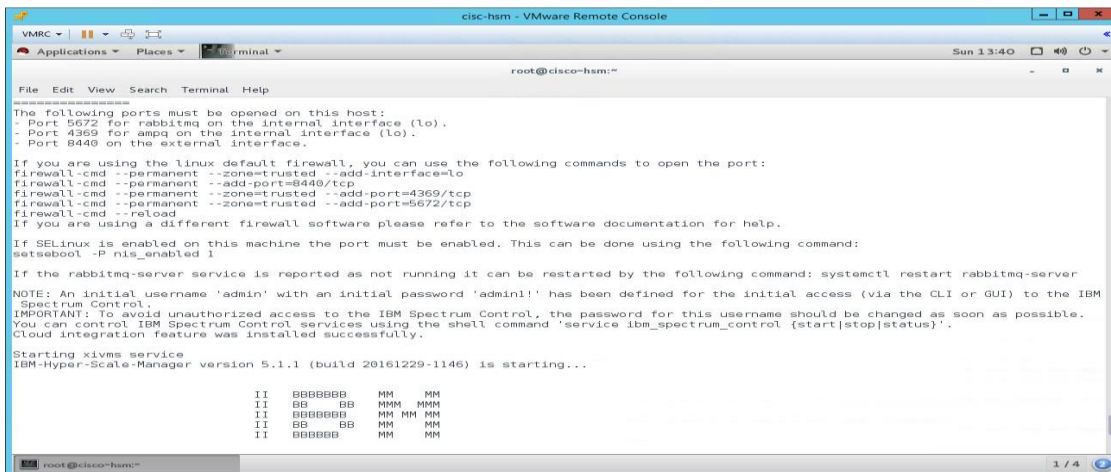 cisc-hsm - VMware Remote Console
VMRC
Applications Places Terminal Sun 13:40
root@cisco-hsm:~
File Edit View Search Terminal Help
===============
The following ports must be opened on this host:
- Port 5672 for rabbitmq on the internal interface (lo).
- Port 4369 for ampq on the internal interface (lo).
- Port 8440 on the external interface.
If you are using the linux default firewall, you can use the following commands to open the port:
firewall-cmd --permanent --zone=trusted --add-interface=lo
firewall-cmd --permanent --add-port=8440/tcp
firewall-cmd --permanent --zone=trusted --add-port=4369/tcp
firewall-cmd --permanent --zone=trusted --add-port=5672/tcp
firewall-cmd --reload
If you are using a different firewall software please refer to the software documentation for help.
If SELinux is enabled on this machine the port must be enabled. This can be done using the following command:
setsebool -P nis_enabled 1
If the rabbitmq-server service is reported as not running it can be restarted by the following command: systemctl restart rabbitmq-server
NOTE: An initial username 'admin' with an initial password 'admin1!' has been defined for the initial access (via the CLI or GUI) to the IBM
Spectrum Control.
IMPORTANT: To avoid unauthorized access to the IBM Spectrum Control, the password for this username should be changed as soon as possible.
You can control IBM Spectrum Control services using the shell command 'service ibm_spectrum_control {start|stop|status}'.
Cloud integration feature was installed successfully.
Starting xivms service
IBM-Hyper-Scale-Manager version 5.1.1 (build 20161229-1146) is starting...
II BBBBBBB MM MM
II BB BB MMM MMM
II BBBBBBB MM MM MM
II BB BB MM MM
II BBBBBB MM MM
root@cisco-hsm:~ 1 / 4 2